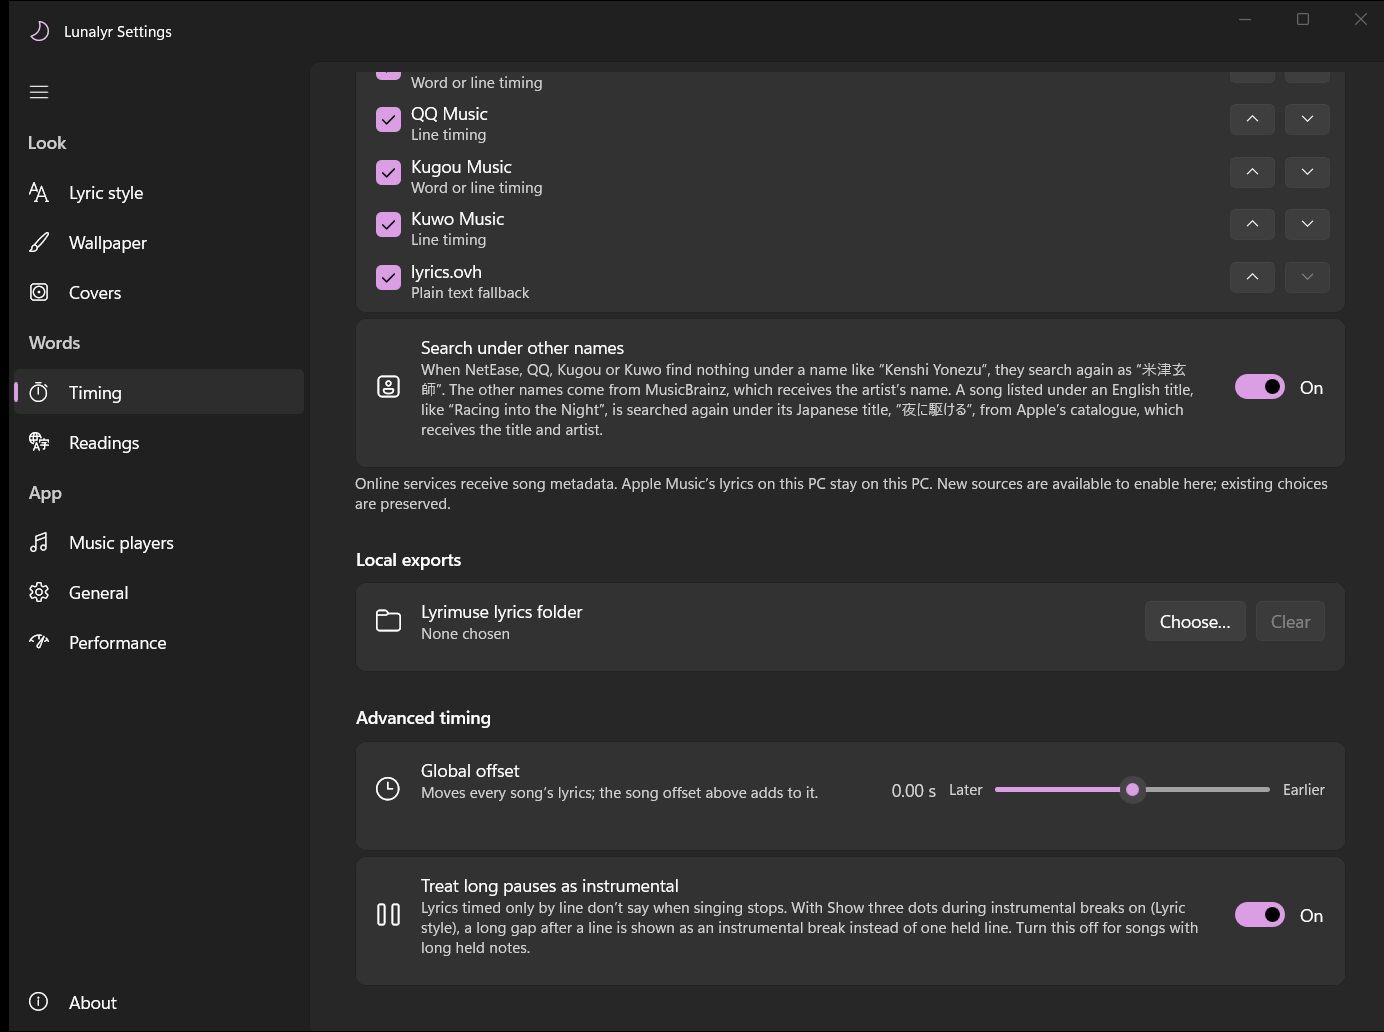 Lunalyr Settings
Look
Lyric style
Wallpaper
Covers
Words
Timing
Readings
App
Music players
General
Performance
About
Word or line timing
QQ Music
Line timing
Kugou Music
Word or line timing
Kuwo Music
Line timing
lyrics.ovh
Plain text fallback
Search under other names
When NetEase, QQ, Kugou or Kuwo find nothing under a name like “Kenshi Yonezu”, they search again as “米津玄
師”. The other names come from MusicBrainz, which receives the artist’s name. A song listed under an English title,
like “Racing into the Night”, is searched again under its Japanese title, “夜に駆ける”, from Apple’s catalogue, which
receives the title and artist.
On
Online services receive song metadata. Apple Music’s lyrics on this PC stay on this PC. New sources are available to enable here; existing choices
are preserved.
Local exports
Lyrimuse lyrics folder
None chosen
Choose...
Clear
Advanced timing
Global offset
Moves every song’s lyrics; the song offset above adds to it.
0.00 s Later Earlier
Treat long pauses as instrumental
Lyrics timed only by line don’t say when singing stops. With Show three dots during instrumental breaks on (Lyric
style), a long gap after a line is shown as an instrumental break instead of one held line. Turn this off for songs with
long held notes.
On